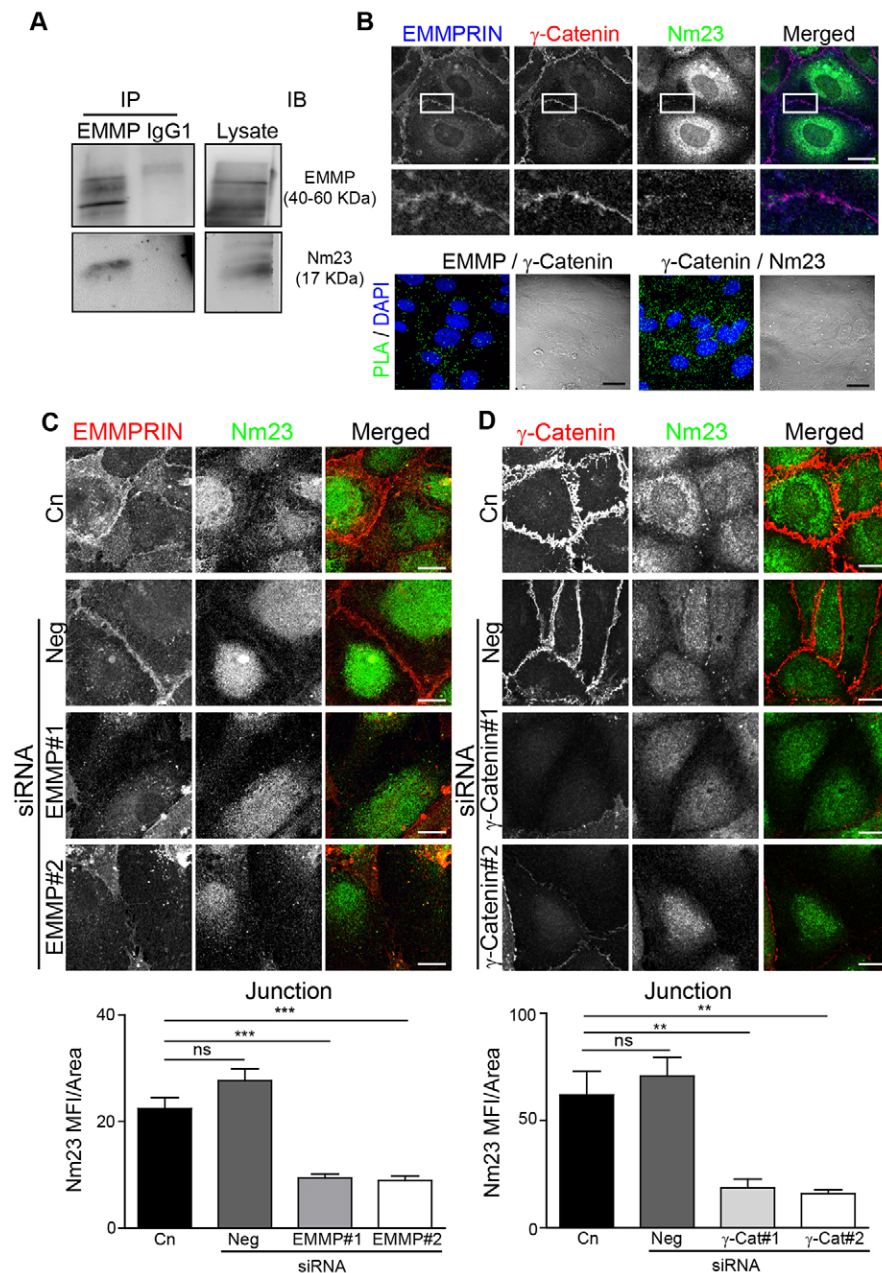 A
IP
IB
EMMP IgG1
Lysate
EMMP
(40-60 KDa)
Nm23
(17 KDa)
B
EMMPRIN
γ-Catenin
Nm23
Merged
EMMP / γ-Catenin
γ-Catenin / Nm23
PLA / DAPI
C
EMMPRIN
Nm23
Merged
Cn
Neg
EMMP#1
EMMP#2
siRNA
Junction
***
***
ns
Nm23 MFI/Area
40
20
0
Cn
Neg
EMMP#1
EMMP#2
siRNA
D
γ-Catenin
Nm23
Merged
Cn
Neg
γ-Catenin#1
γ-Catenin#2
siRNA
Junction
**
**
ns
Nm23 MFI/Area
100
50
0
Cn
Neg
γ-Cat#1
γ-Cat#2
siRNA